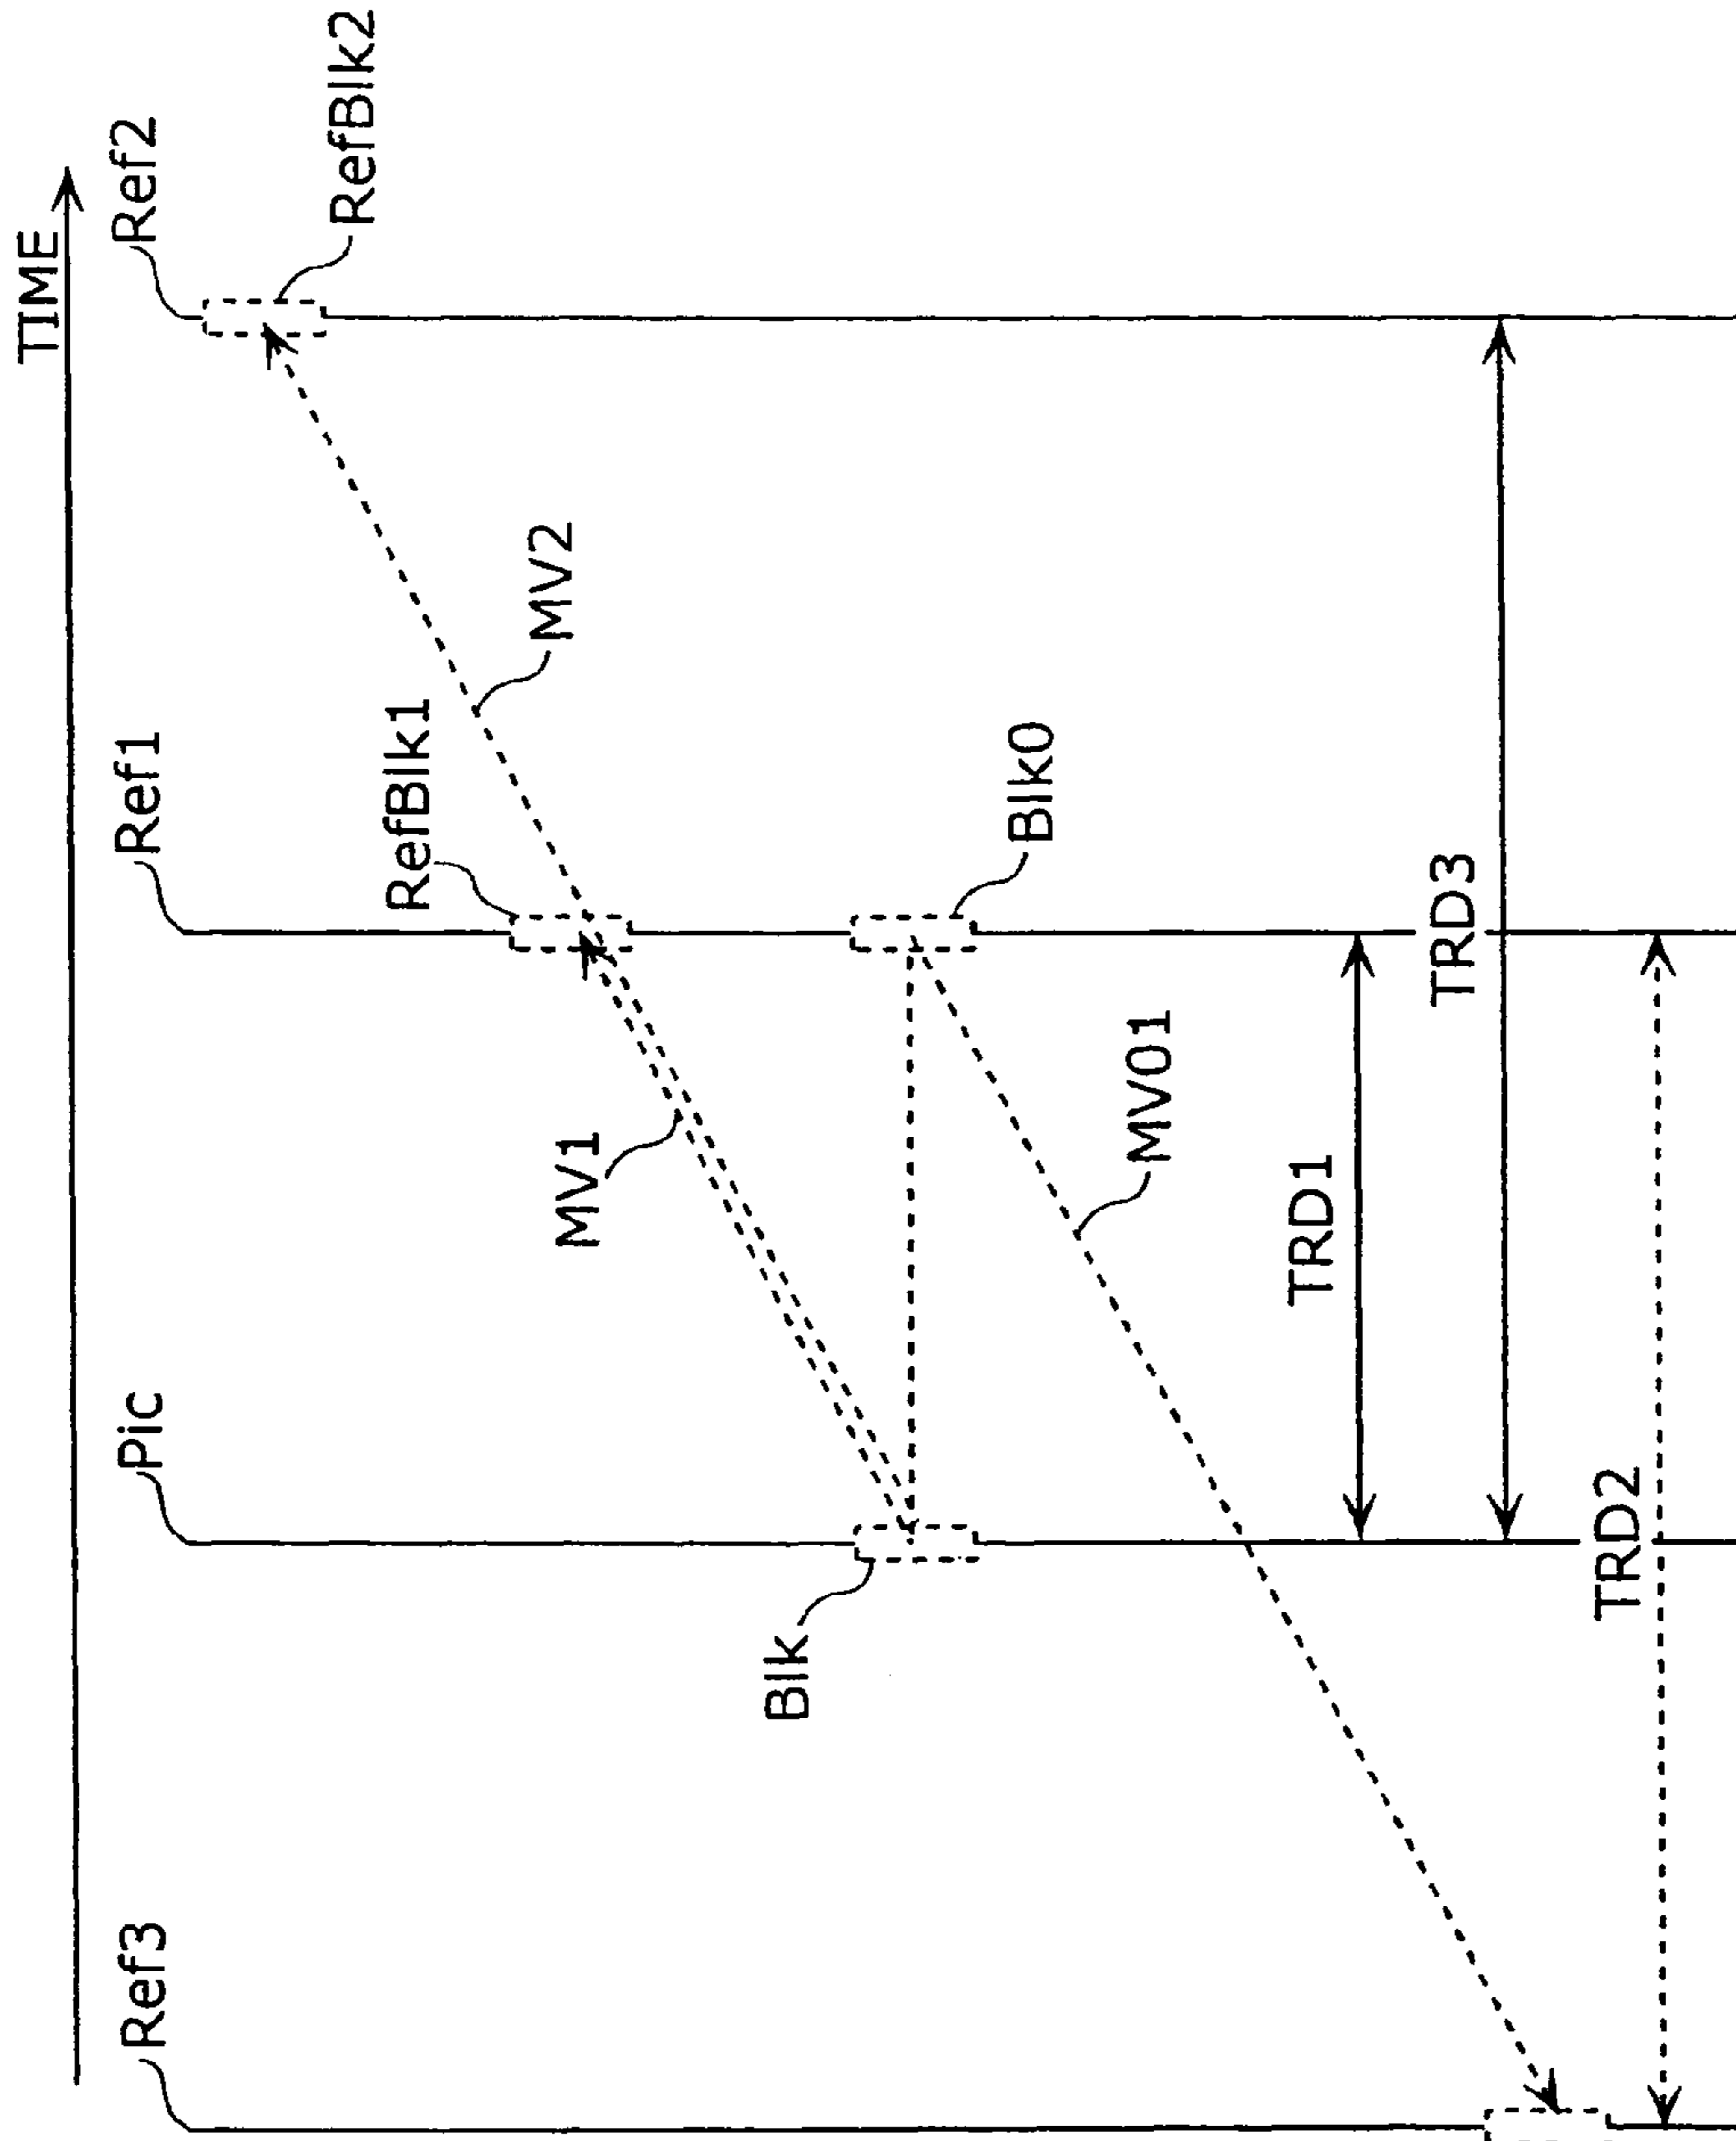 TIME
Ref3
Pic
Ref1
Ref2
RefBlk2
RefBlk1
MV2
MV1
Blk
Blk0
MV01
TRD1
TRD3
TRD2